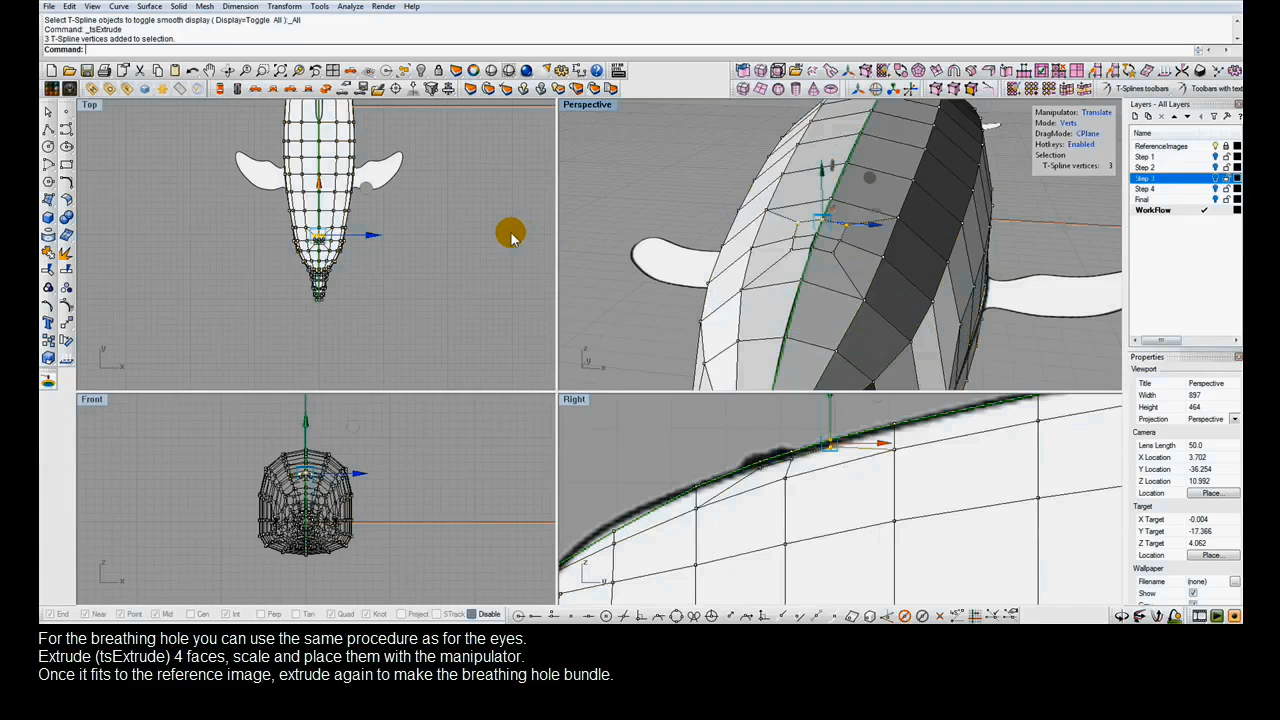 File Edit View Curve Surface Solid Mesh Dimension Transform Tools Analyze Render Help
Select T-Spline objects to toggle smooth display ( Display=Toggle All ):_All
Command: _tsExtrude
3 T-Spline vertices added to selection.
Command:
T-Splines toolbars
Toolbars with text
Top
Perspective
Manipulator: Translate
Mode: Verts
DragMode: CPlane
Hotkeys: Enabled
Selection
T-Spline vertices: 3
y
x
z
y
x
Front
Right
z
x
z
y
Layers - All Layers
Name
ReferenceImages
Step 1
Step 2
Step 3
Step 4
Final
WorkFlow
Properties
Viewport
Title Perspective
Width 897
Height 464
Projection Perspective
Camera
Lens Length 50.0
X Location 3.702
Y Location -36.254
Z Location 10.992
Location Place...
Target
X Target -0.004
Y Target -17.366
Z Target 4.062
Location Place...
Wallpaper
Filename (none)
Show
End Near Point Mid Cen Int Perp Tan Quad Knot Project STrack Disable
For the breathing hole you can use the same procedure as for the eyes.
Extrude (tsExtrude) 4 faces, scale and place them with the manipulator.
Once it fits to the reference image, extrude again to make the breathing hole bundle.